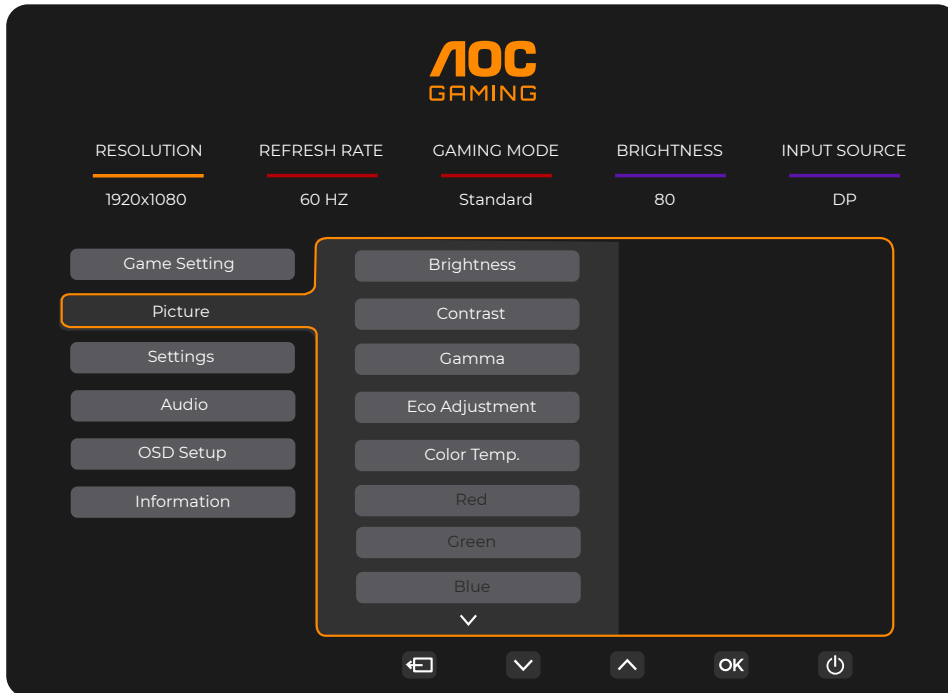 AOC
GAMING
RESOLUTION REFRESH RATE GAMING MODE BRIGHTNESS INPUT SOURCE
1920x1080 60 HZ Standard 80 DP
Game Setting
Picture
Settings
Audio
OSD Setup
Information
Brightness
Contrast
Gamma
Eco Adjustment
Color Temp.
Red
Green
Blue
OK